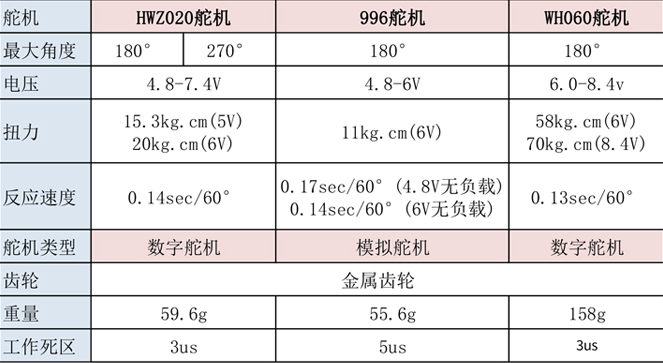 舵机 HWZ020舵机 996舵机 WH060舵机
最大角度 180° 270° 180° 180°
电压 4.8-7.4V 4.8-6V 6.0-8.4v
扭力 15.3kg.cm(5V) 11kg.cm(6V) 58kg.cm(6V)
20kg.cm(6V) 70kg.cm(8.4V)
反应速度 0.14sec/60° 0.17sec/60°(4.8V无负载) 0.13sec/60°
0.14sec/60°(6V无负载)
舵机类型 数字舵机 模拟舵机 数字舵机
齿轮 金属齿轮
重量 59.6g 55.6g 158g
工作死区 3us 5us 3us